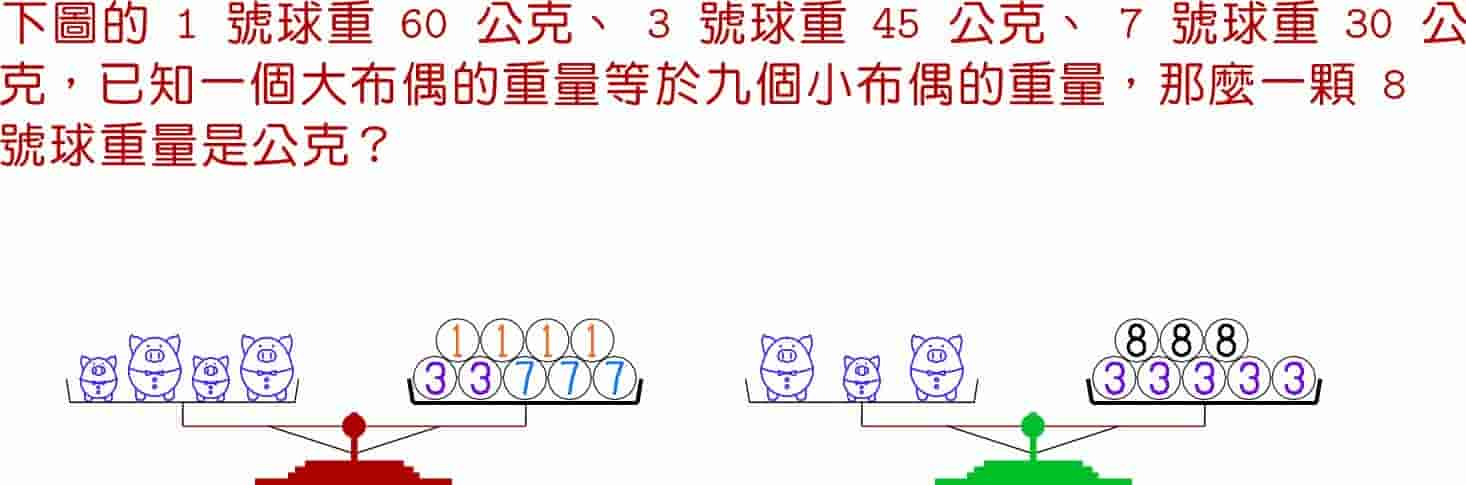 下圖的 1 號球重 60 公克、 3 號球重 45 公克、 7 號球重 30 公
克，已知一個大布偶的重量等於九個小布偶的重量，那麼一顆 8
號球重量是公克？
1 1 1 1 8 8 8
3 3 7 7 7 3 3 3 3 3